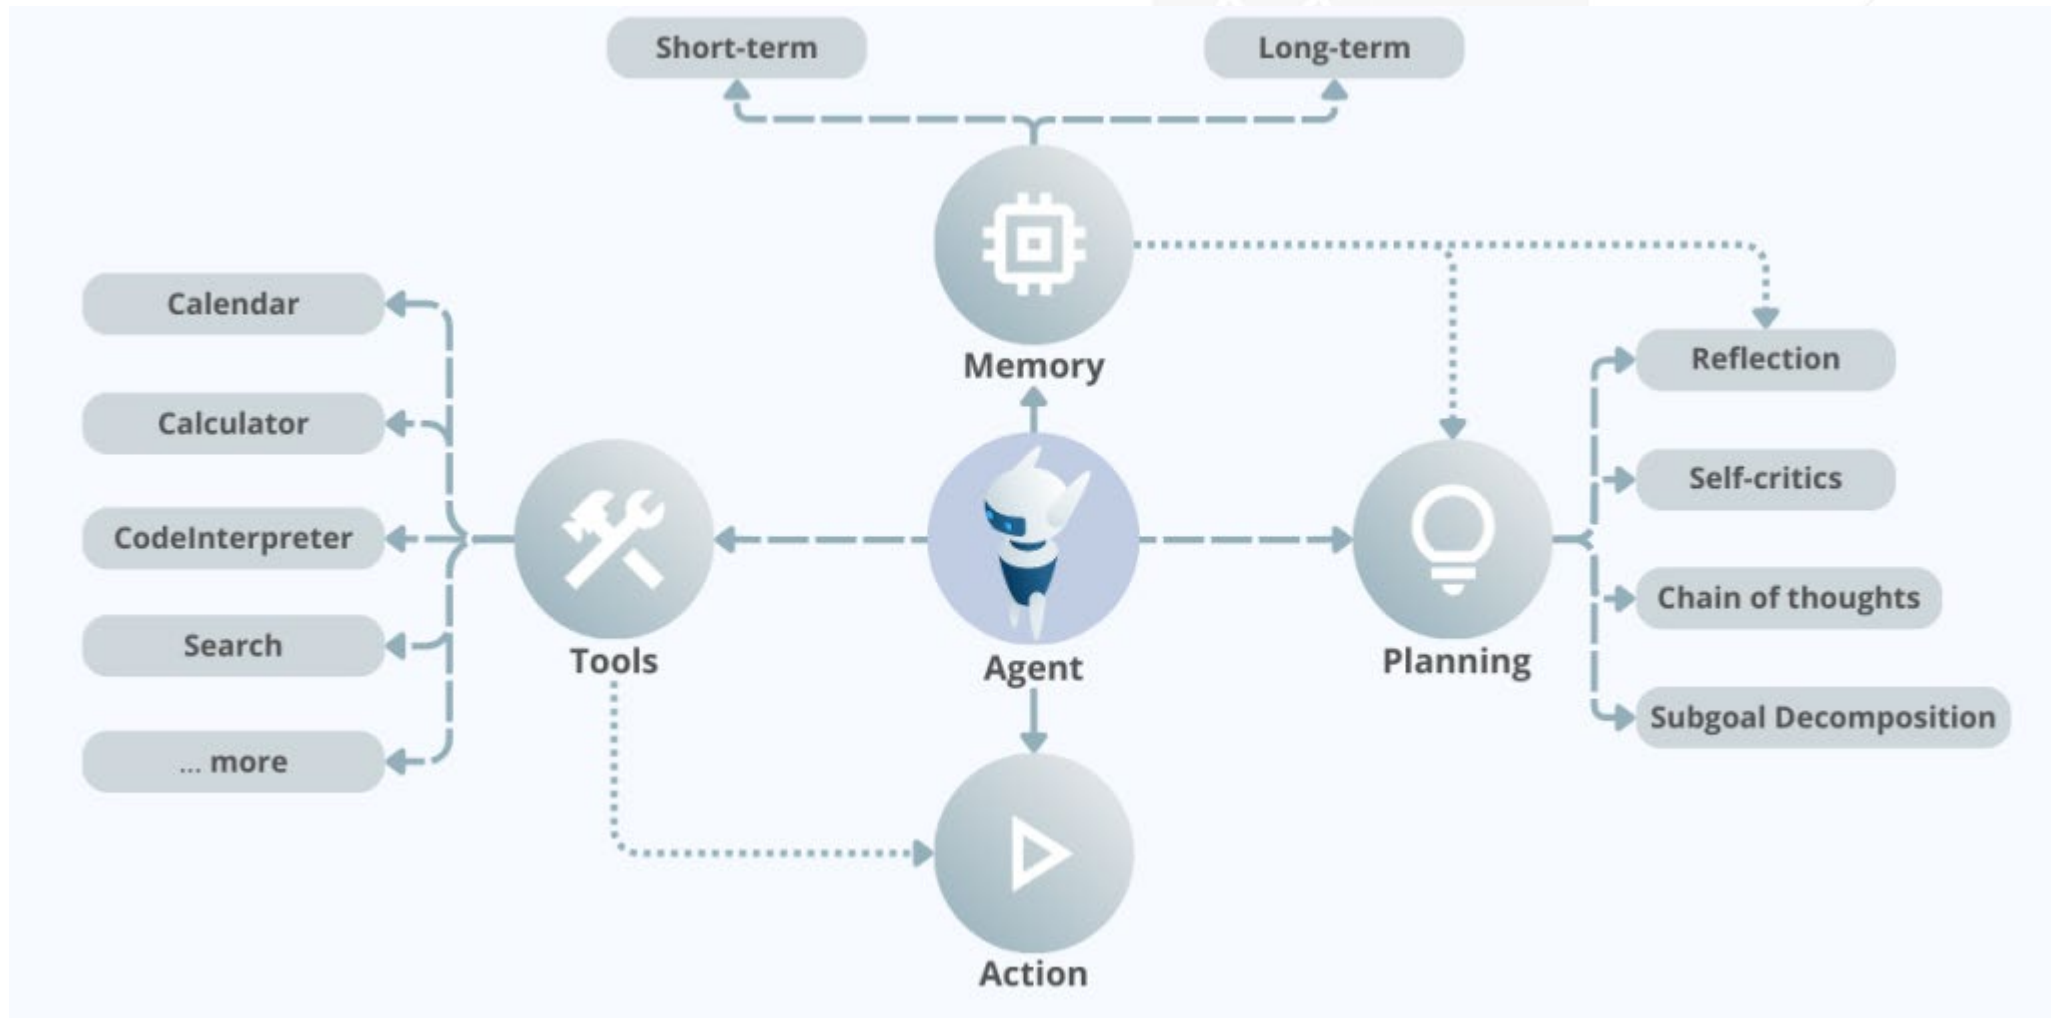 Short-term
Long-term
Memory
Calendar
Calculator
CodeInterpreter
Search
... more
Tools
Agent
Planning
Reflection
Self-critics
Chain of thoughts
Subgoal Decomposition
Action